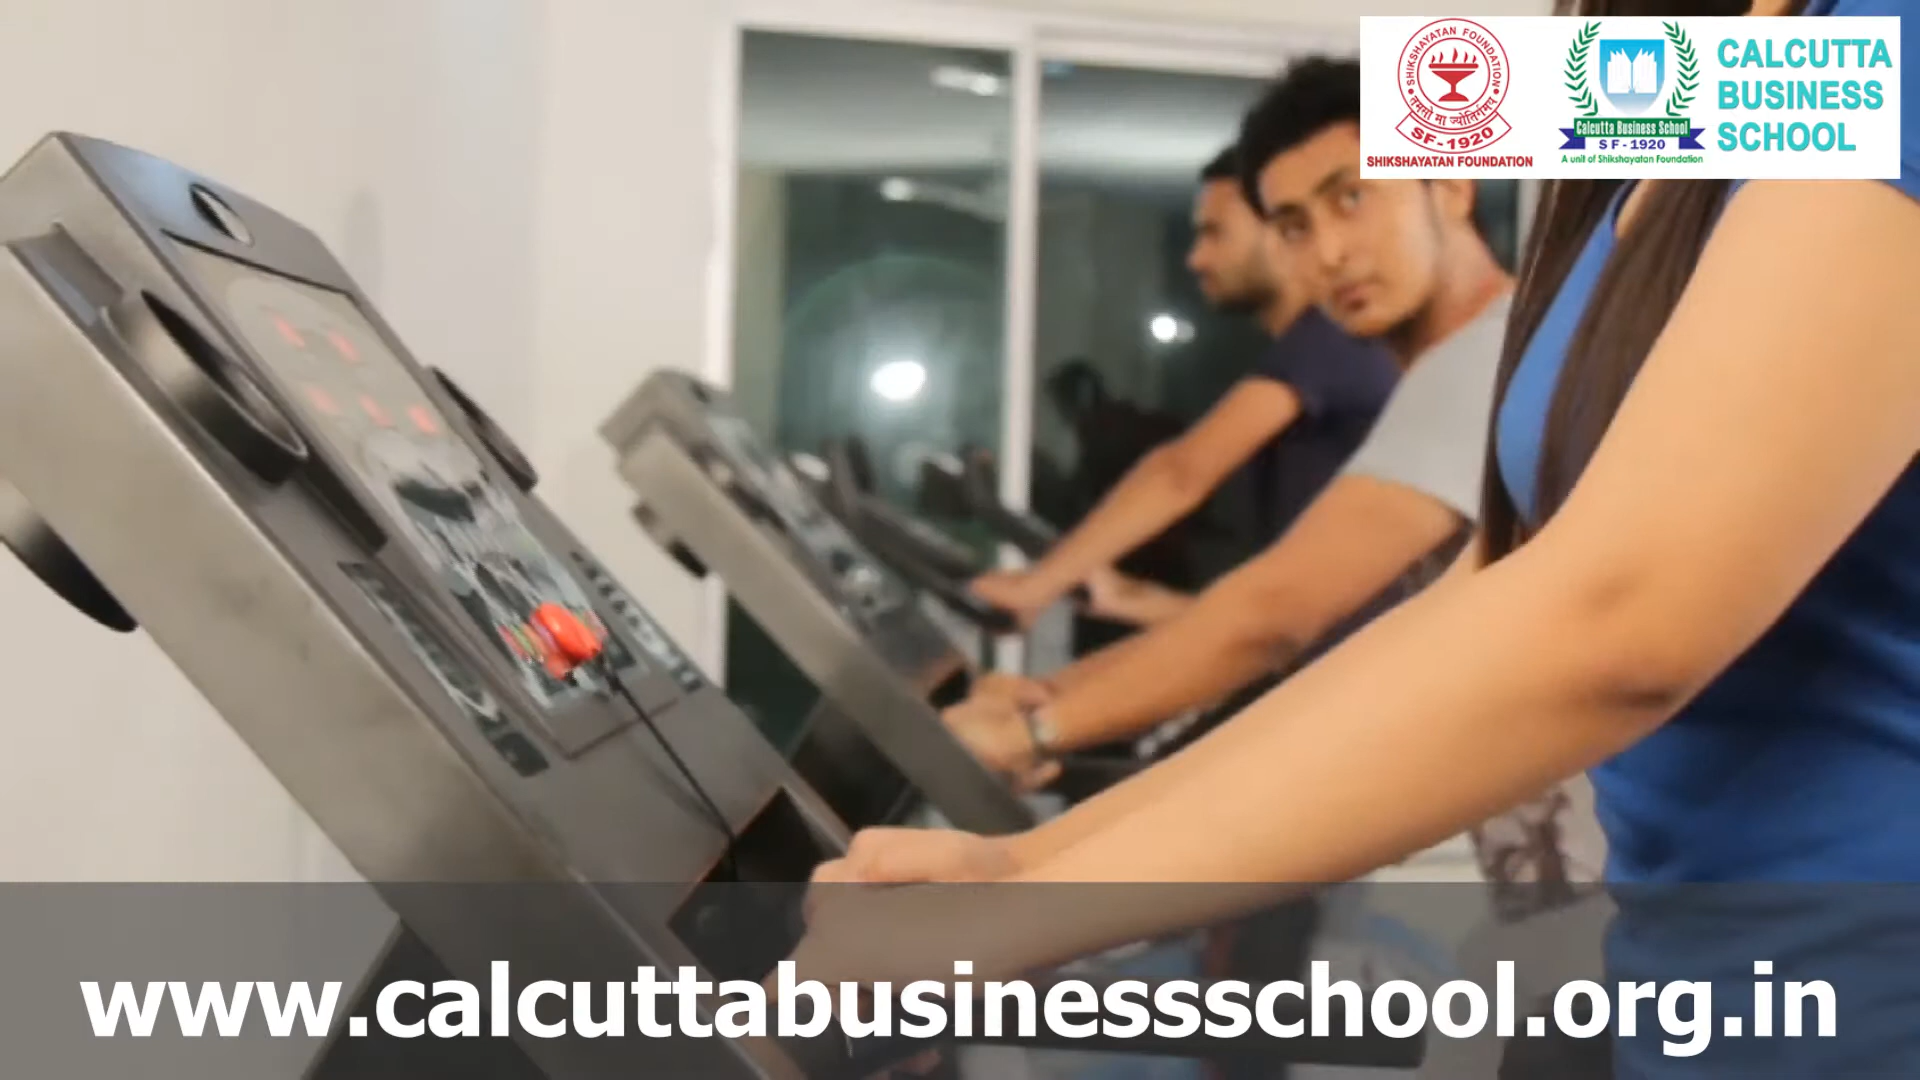 SHIKSHAYATAN FOUNDATION
तमसो मा ज्योतिर्गमय
SF-1920
SHIKSHAYATAN FOUNDATION
Calcutta Business School
SF-1920
A unit of Shikshayatan Foundation
CALCUTTA
BUSINESS
SCHOOL
www.calcuttabusinessschool.org.in